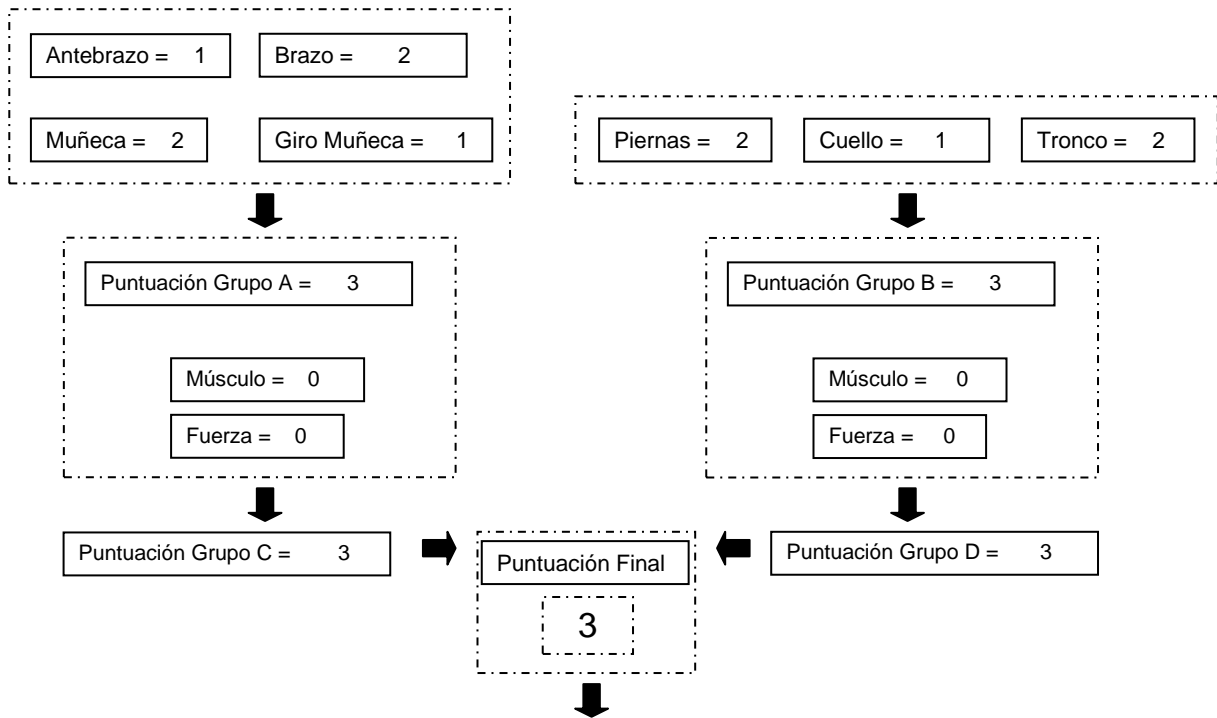 Antebrazo = 1
Brazo = 2
Muñeca = 2
Giro Muñeca = 1
Piernas = 2
Cuello = 1
Tronco = 2
Puntuación Grupo A = 3
Músculo = 0
Fuerza = 0
Puntuación Grupo B = 3
Músculo = 0
Fuerza = 0
Puntuación Grupo C = 3
Puntuación Grupo D = 3
Puntuación Final
3